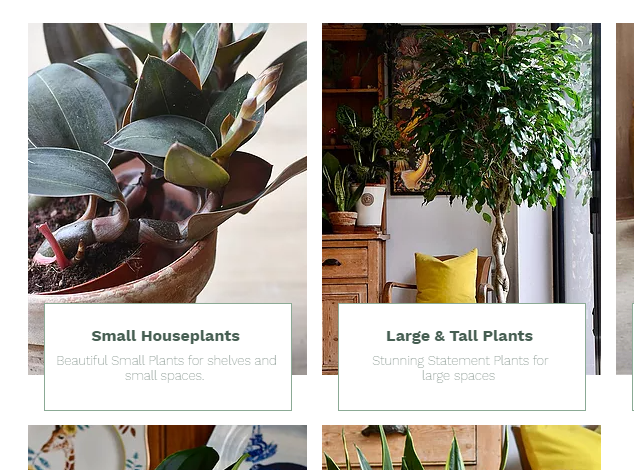 Small Houseplants
Beautiful Small Plants for shelves and
small spaces.
Large & Tall Plants
Stunning Statement Plants for
large spaces